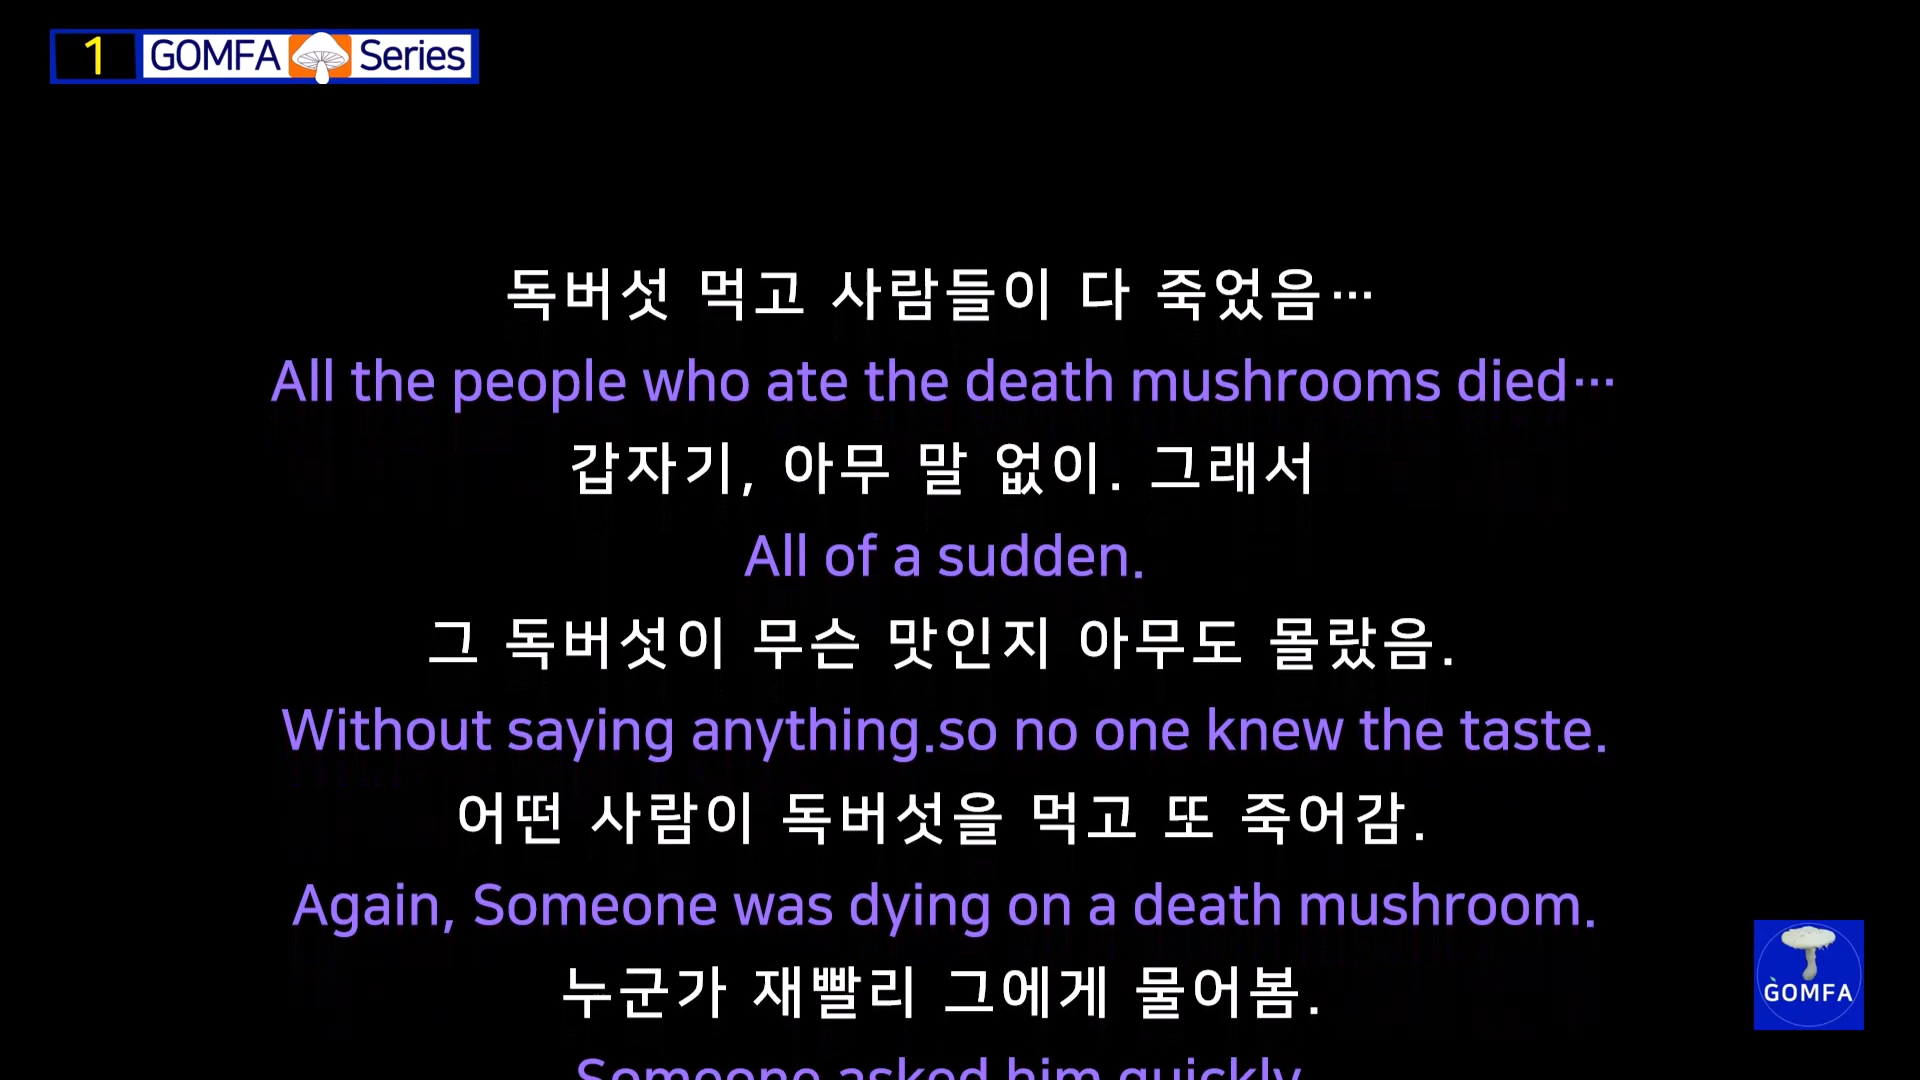 1 GOMFA Series
독버섯 먹고 사람들이 다 죽었음…
All the people who ate the death mushrooms died…
갑자기, 아무 말 없이. 그래서
All of a sudden.
그 독버섯이 무슨 맛인지 아무도 몰랐음.
Without saying anything.so no one knew the taste.
어떤 사람이 독버섯을 먹고 또 죽어감.
Again, Someone was dying on a death mushroom.
누군가 재빨리 그에게 물어봄.
Someone asked him quickly
GOMFA